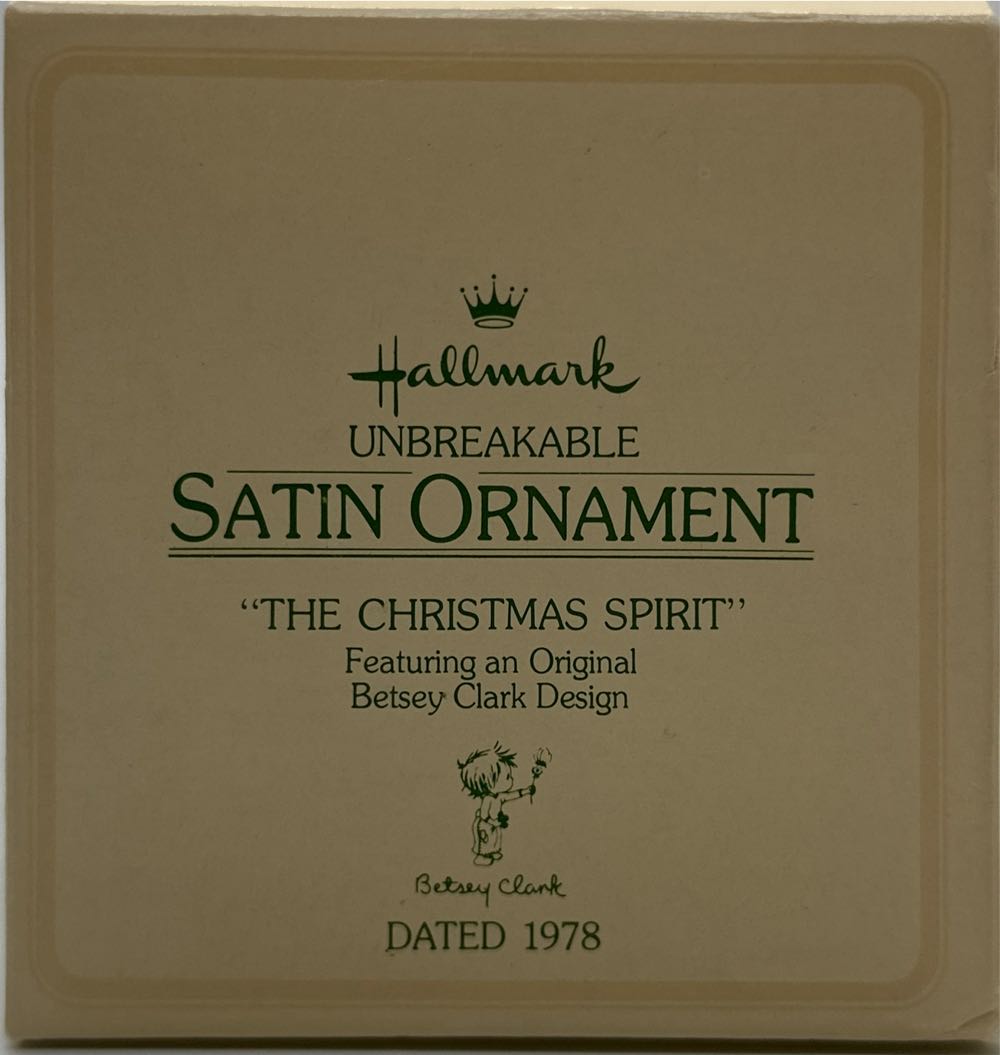 Hallmark
UNBREAKABLE
SATIN ORNAMENT
“THE CHRISTMAS SPIRIT”
Featuring an Original
Betsey Clark Design
Betsey Clark
DATED 1978